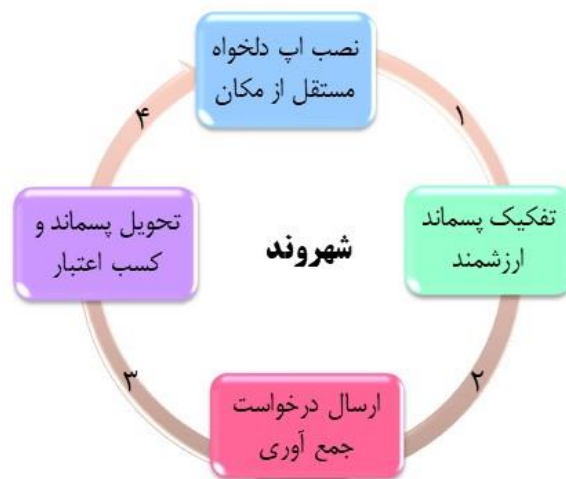 نصب اپ دلخواه
مستقل از مکان
۱
تفکیک پسماند
ارزشمند
۲
ارسال درخواست
جمع آوری
۳
تحویل پسماند و
کسب اعتبار
۴
شهروند